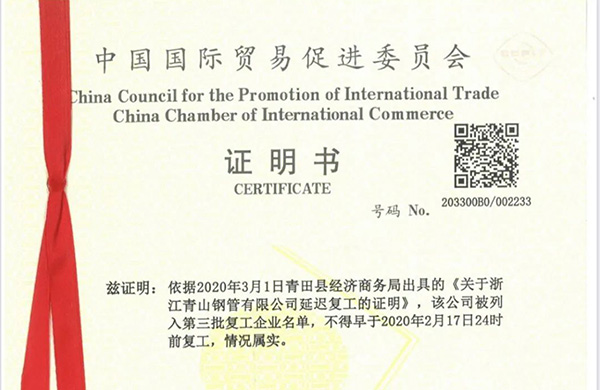 中国国际贸易促进委员会
China Council for the Promotion of International Trade
China Chamber of International Commerce
证明书
CERTIFICATE
号码 No. 203300B0/002233
兹证明：依据2020年3月1日青田县经济商务局出具的《关于浙
江青山钢管有限公司延迟复工的证明》，该公司被列
入第三批复工企业名单，不得早于2020年2月17日24时
前复工，情况属实。